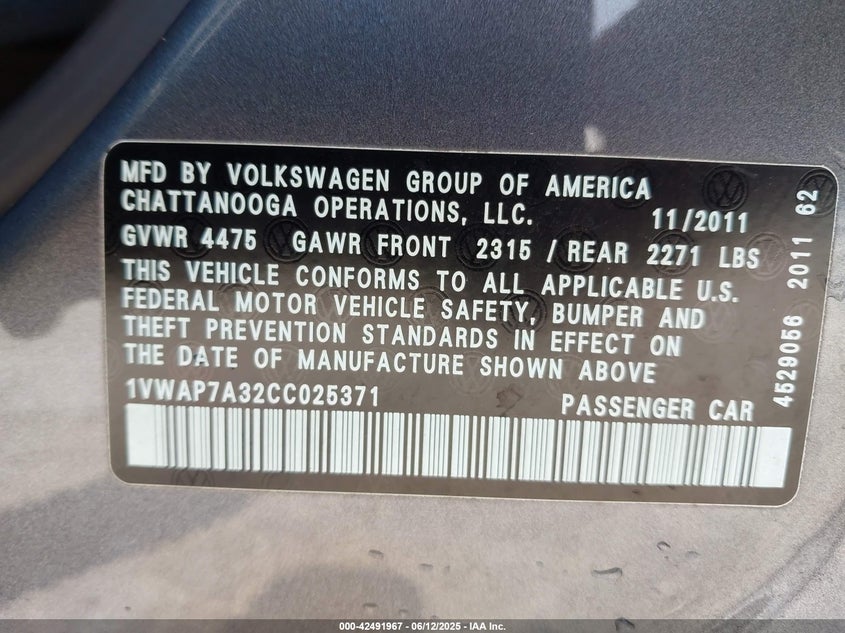 MFD BY VOLKSWAGEN GROUP OF AMERICA
CHATTANOOGA OPERATIONS, LLC. 11/2011
GVWR 4475 GAWR FRONT 2315 / REAR 2271 LBS
THIS VEHICLE CONFORMS TO ALL APPLICABLE U.S.
FEDERAL MOTOR VEHICLE SAFETY, BUMPER AND
THEFT PREVENTION STANDARDS IN EFFECT ON
THE DATE OF MANUFACTURE SHOWN ABOVE
1VWAP7A32CC025371 PASSENGER CAR
4529056 2011 62
000-42491967 - 06/12/2025 - IAA Inc.